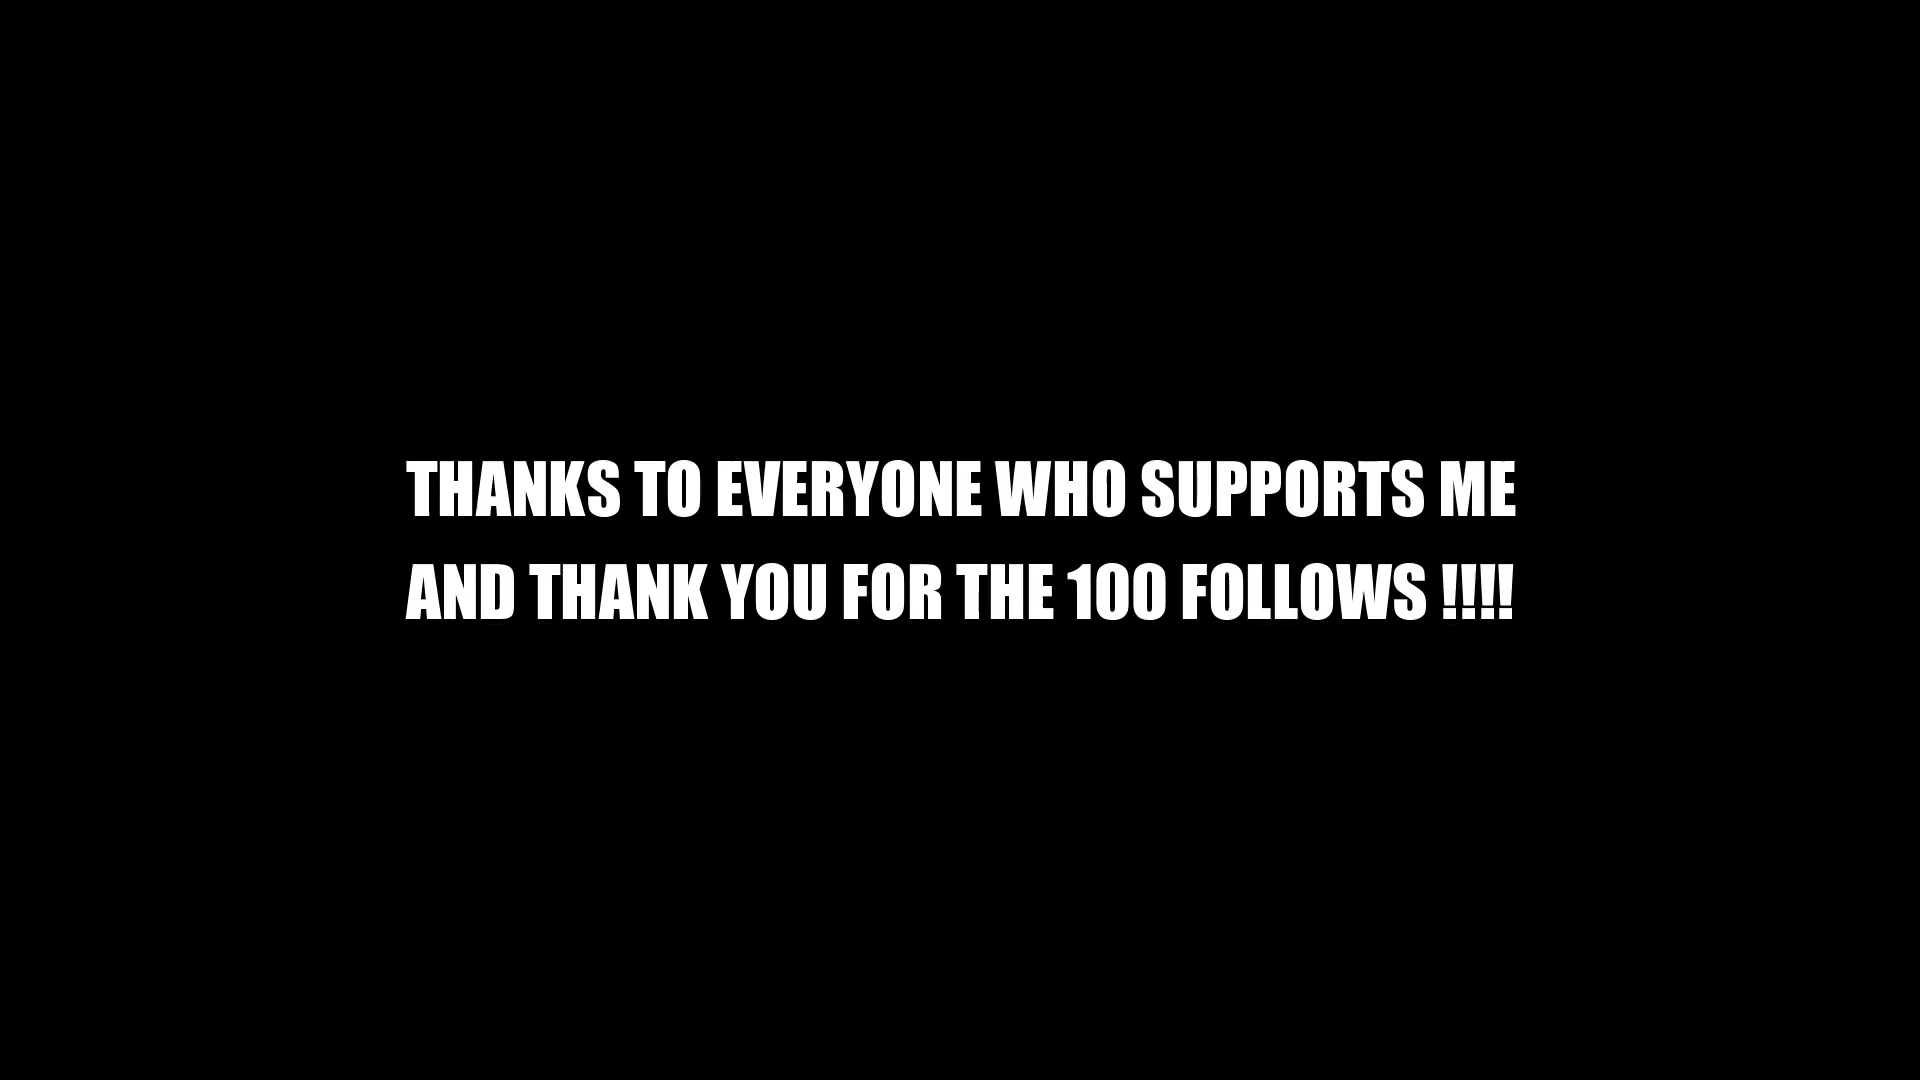 THANKS TO EVERYONE WHO SUPPORTS ME
AND THANK YOU FOR THE 100 FOLLOWS !!!!